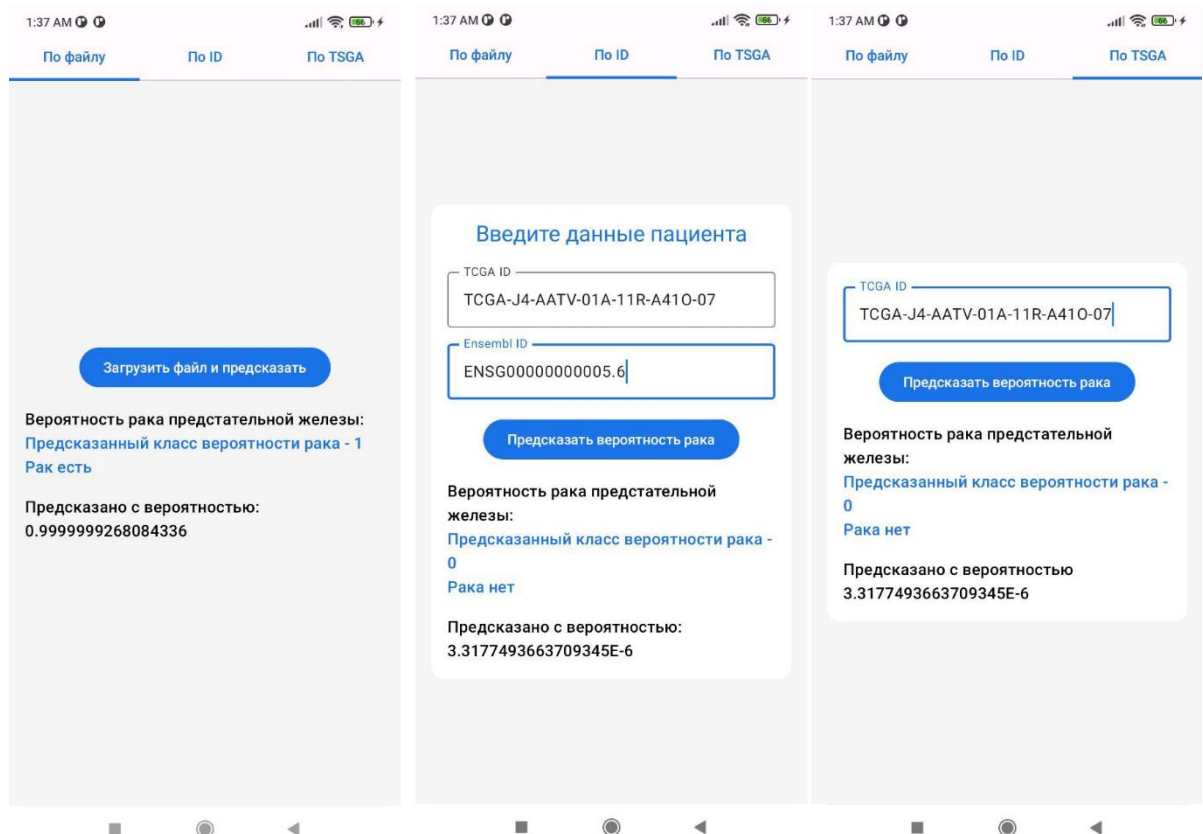 1:37 AM
66
По файлу
По ID
По TSGA
Загрузить файл и предсказать
Вероятность рака предстательной железы:
Предсказанный класс вероятности рака - 1
Рак есть
Предсказано с вероятностью:
0.9999999268084336
1:37 AM
66
По файлу
По ID
По TSGA
Введите данные пациента
TCGA ID
TCGA-J4-AATV-01A-11R-A41O-07
Ensembl ID
ENSG00000000005.6
Предсказать вероятность рака
Вероятность рака предстательной
железы:
Предсказанный класс вероятности рака -
0
Рака нет
Предсказано с вероятностью:
3.3177493663709345E-6
1:37 AM
66
По файлу
По ID
По TSGA
TCGA ID
TCGA-J4-AATV-01A-11R-A41O-07
Предсказать вероятность рака
Вероятность рака предстательной
железы:
Предсказанный класс вероятности рака -
0
Рака нет
Предсказано с вероятностью
3.3177493663709345E-6